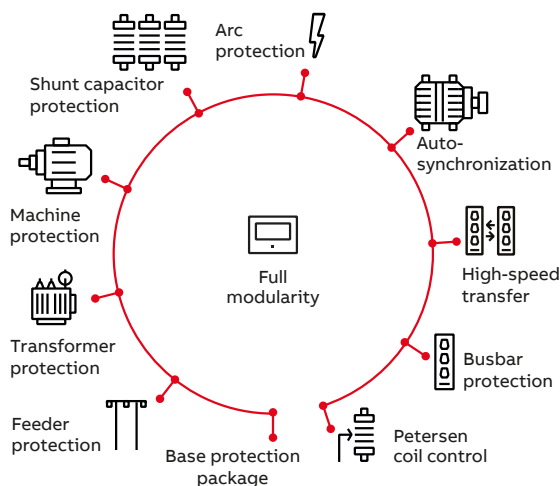 Arc
protection
Shunt capacitor
protection
Auto-
synchronization
Machine
protection
Full
modularity
High-speed
transfer
Transformer
protection
Busbar
protection
Feeder
protection
Base protection
package
Petersen
coil control